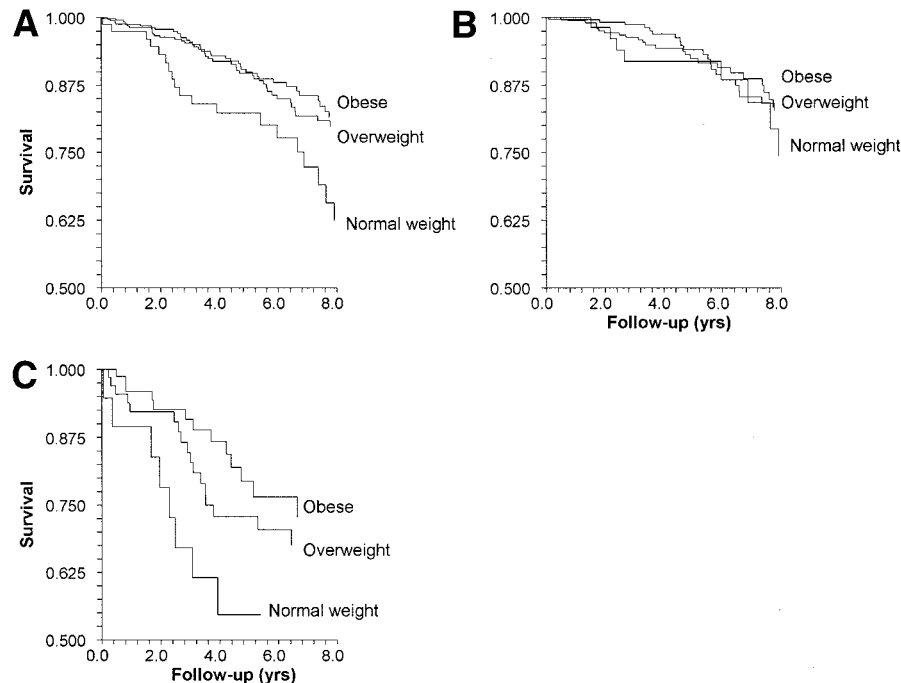 A
1.000
0.875
0.750
0.625
0.500
Survival
0.0 2.0 4.0 6.0 8.0
Obese
Overweight
Normal weight
B
1.000
0.875
0.750
0.625
0.500
0.0 2.0 4.0 6.0 8.0
Follow-up (yrs)
Obese
Overweight
Normal weight
C
1.000
0.875
0.750
0.625
0.500
Survival
0.0 2.0 4.0 6.0 8.0
Follow-up (yrs)
Obese
Overweight
Normal weight